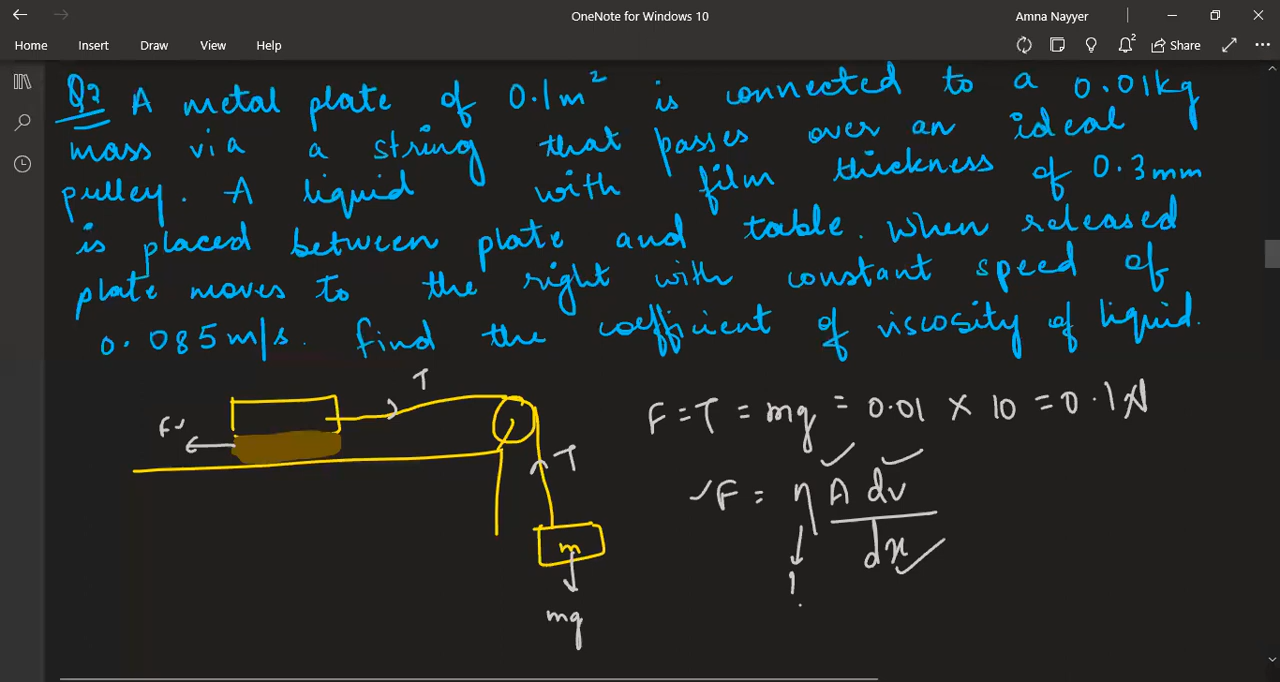 OneNote for Windows 10
Amna Nayyer
Home Insert Draw View Help
2 Share
Q2 A metal plate of 0.1m² is connected to a 0.01kg
mass via a string that passes over an ideal
pulley. A liquid with film thickness of 0.3mm
is placed between plate and table. When released
plate moves to the right with constant speed of
0.085m/s. find the coefficient of viscosity of liquid.
T
F = T = mg = 0.01 × 10 = 0.1N
F
T
F = η A dv
dx
m
?
mg